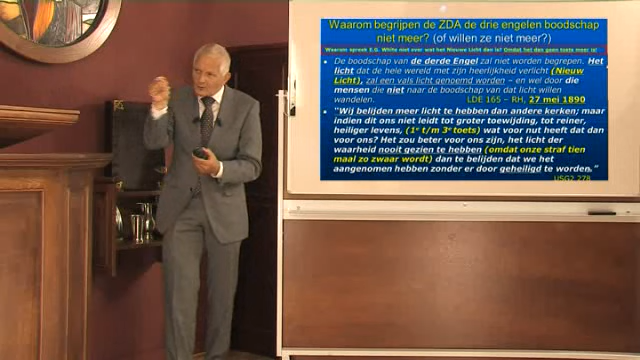 Waarom begrijpen de ZDA de drie engelen boodschap
niet meer? (of willen ze niet meer?)
Waarom spreekt E.G. White niet over wat het Nieuwe Licht dan is? Omdat het dan geen toets meer is!
• De boodschap van de derde Engel zal niet worden begrepen. Het
licht dat de hele wereld met zijn heerlijkheid verlicht (Nieuw
Licht), zal een vals licht genoemd worden – en wel door die
mensen die niet naar de boodschap van dat licht willen
wandelen. LDE 165 – RH, 27 mei 1890
• "Wij belijden meer licht te hebben dan andere kerken; maar
indien dit ons niet leidt tot groter toewijding, tot reiner,
heiliger levens, (1e t/m 3e toets) wat voor nut heeft dat dan
voor ons? Het zou beter voor ons zijn, het licht der
waarheid nooit gezien te hebben (omdat onze straf tien
maal zo zwaar wordt) dan te belijden dat we het
aangenomen hebben zonder er door geheiligd te worden."
USG2 278